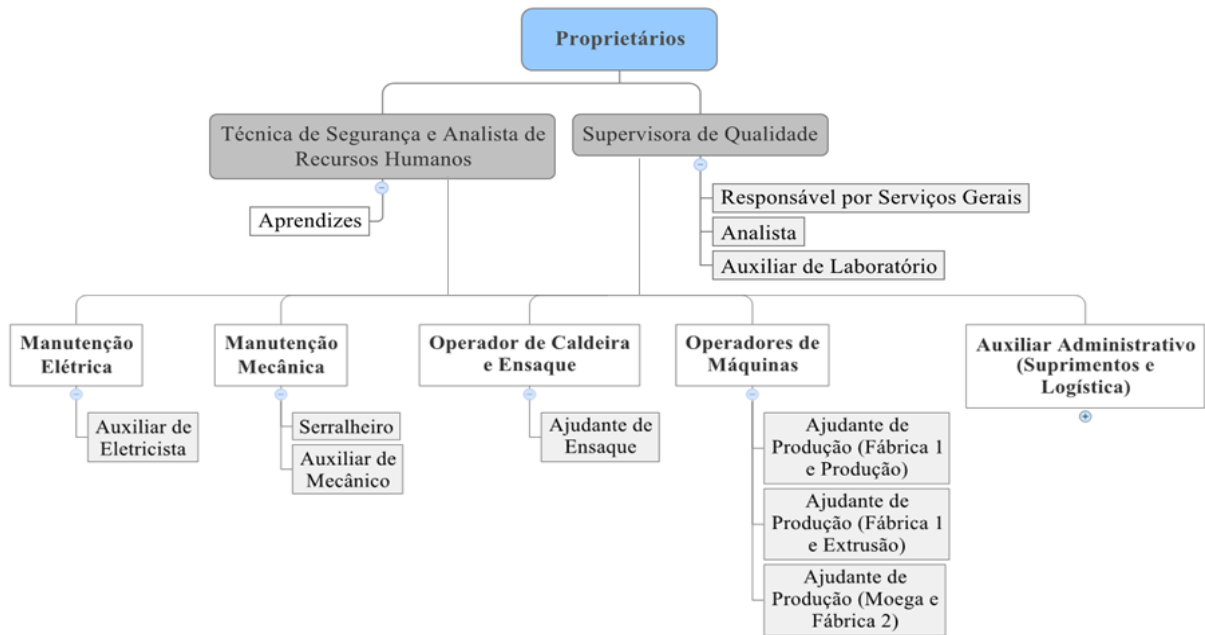 Proprietários
Técnica de Segurança e Analista de
Recursos Humanos
Supervisora de Qualidade
Aprendizes
Responsável por Serviços Gerais
Analista
Auxiliar de Laboratório
Manutenção
Elétrica
Manutenção
Mecânica
Operador de Caldeira
e Ensaque
Operadores de
Máquinas
Auxiliar Administrativo
(Suprimentos e
Logística)
Auxiliar de
Eletricista
Serralheiro
Auxiliar de
Mecânico
Ajudante de
Ensaque
Ajudante de
Produção (Fábrica 1
e Produção)
Ajudante de
Produção (Fábrica 1
e Extrusão)
Ajudante de
Produção (Moega e
Fábrica 2)